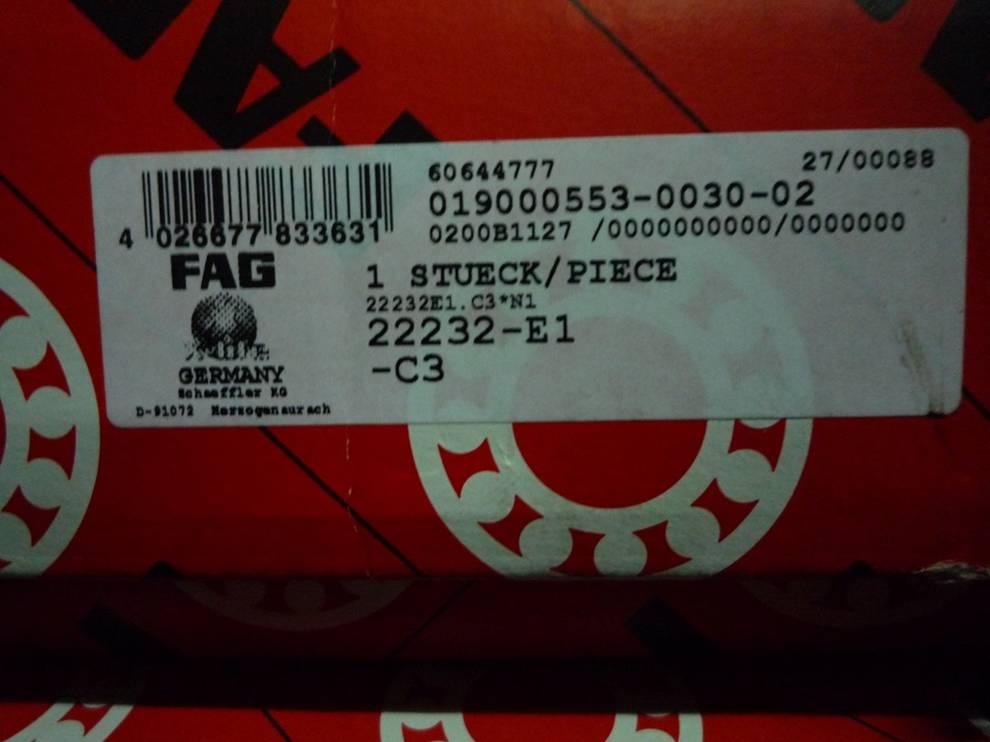 FA
60644777
27/00088
019000553-0030-02
0200B1127 /0000000000/0000000
4 026677 833631
FAG
1 STUECK/PIECE
22232E1.C3*N1
22232-E1
-C3
GERMANY
Schaeffler KG
D-91072 Herzogenaurach